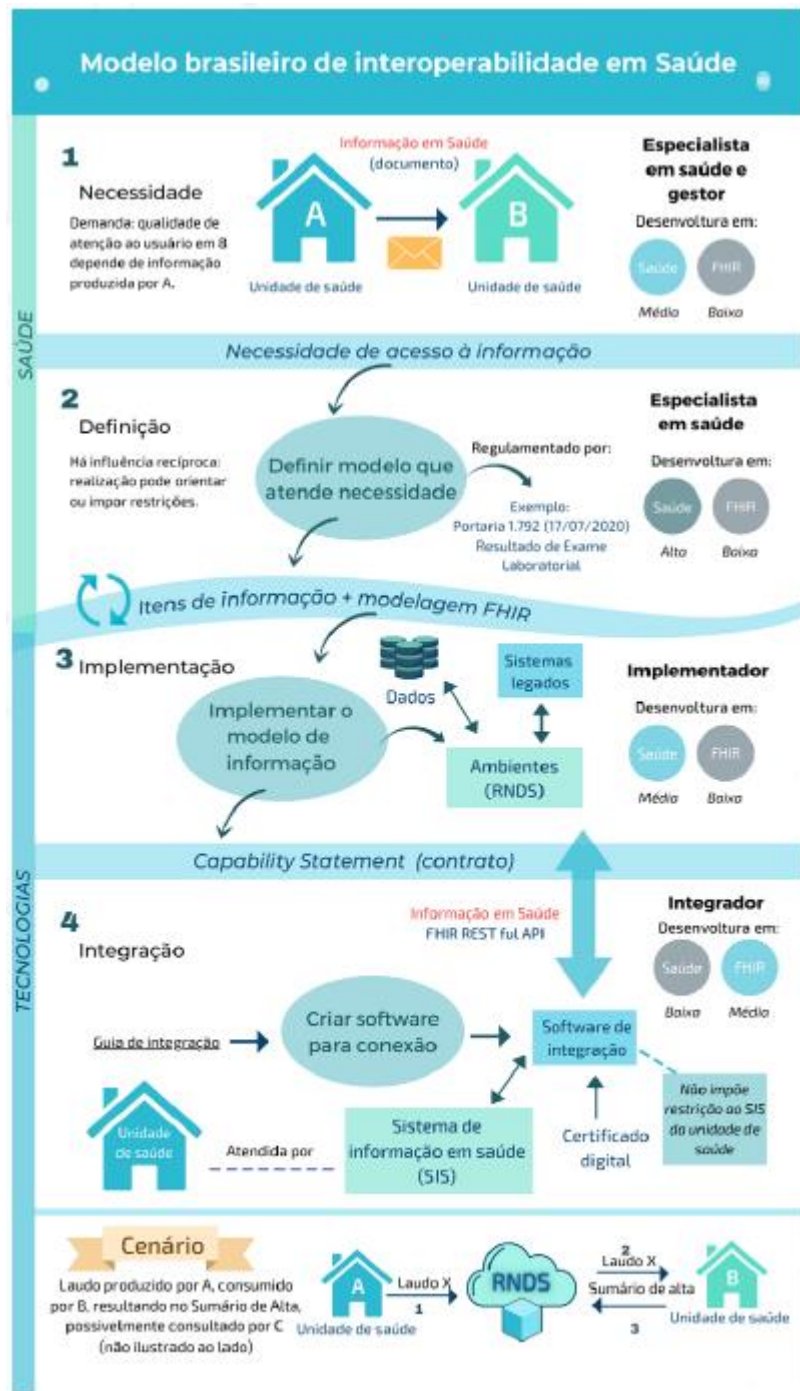 Modelo brasileiro de interoperabilidade em Saúde
SAÚDE
1
Necessidade
Demanda: qualidade de
atenção ao usuário em B
depende de informação
produzida por A.
Informação em Saúde
(documento)
A
B
Unidade de saúde
Unidade de saúde
Especialista
em saúde e
gestor
Desenvoltura em:
Saúde
FHIR
Médio
Baixa
Necessidade de acesso à informação
2
Definição
Há influência recíproca:
realização pode orientar
ou impor restrições.
Definir modelo que
atende necessidade
Regulamentado por:
Exemplo:
Portaria 1.792 (17/07/2020)
Resultado de Exame
Laboratorial
Especialista
em saúde
Desenvoltura em:
Saúde
FHIR
Alta
Baixa
Itens de informação + modelagem FHIR
TECNOLOGIAS
3
Implementação
Implementar o
modelo de
informação
Dados
Sistemas
legados
Ambientes
(RNDS)
Implementador
Desenvoltura em:
Saúde
FHIR
Médio
Baixa
Capability Statement (contrato)
4
Integração
Informação em Saúde
FHIR REST ful API
Integrador
Desenvoltura em:
Saúde
FHIR
Baixa
Médio
Guia de integração
Criar software
para conexão
Software de
integração
Não impõe
restrição ao SIS
da unidade de
saúde
Certificado
digital
Unidade
de saúde
Atendida por
Sistema de
informação em saúde
(SIS)
Cenário
Laudo produzido por A, consumido
por B, resultando no Sumário de Alta,
possivelmente consultado por C
(não ilustrado ao lado)
A
Unidade de saúde
Laudo X
1
RNDS
2
Laudo X
Sumário de alta
3
B
Unidade de saúde